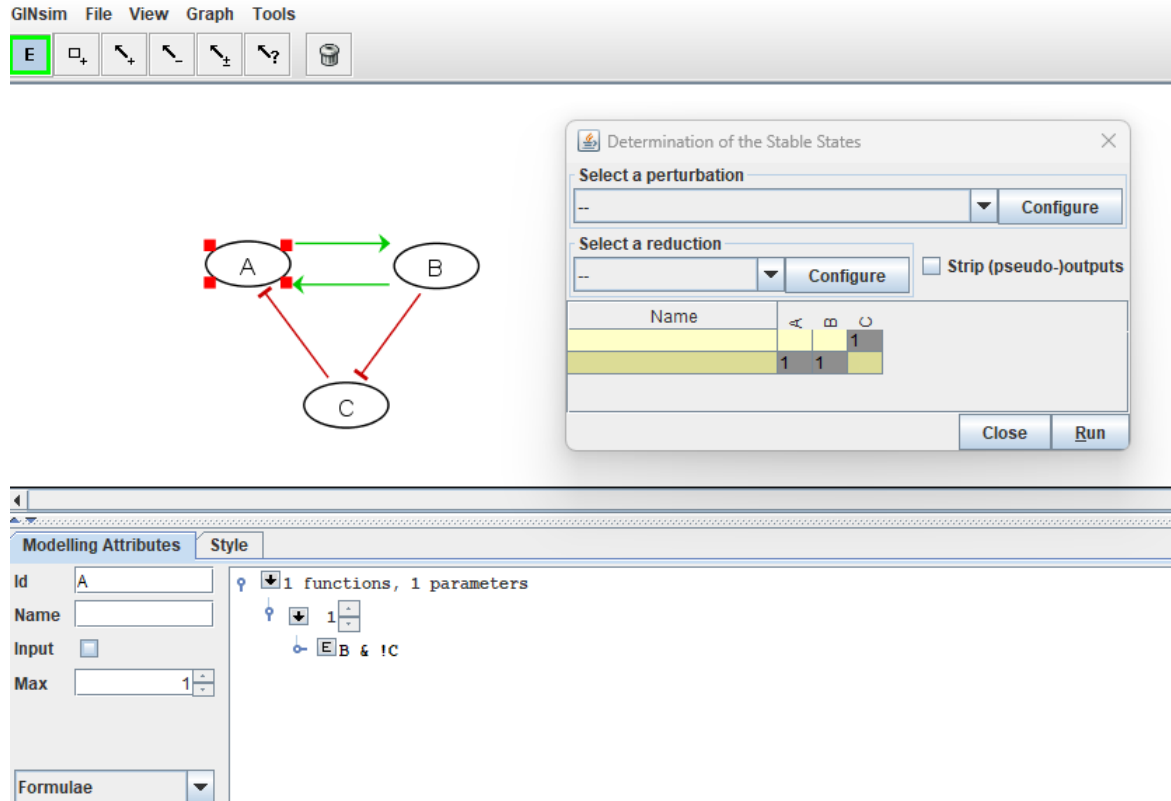 GINsim File View Graph Tools
E + + - ± ?
Determination of the Stable States
Select a perturbation
-- Configure
Select a reduction
-- Configure Strip (pseudo-)outputs
Name A B C
1
1 1
Close Run
A B
C
Modelling Attributes Style
Id A
Name
Input
Max 1
Formulae
1 functions, 1 parameters
1
E B & !C